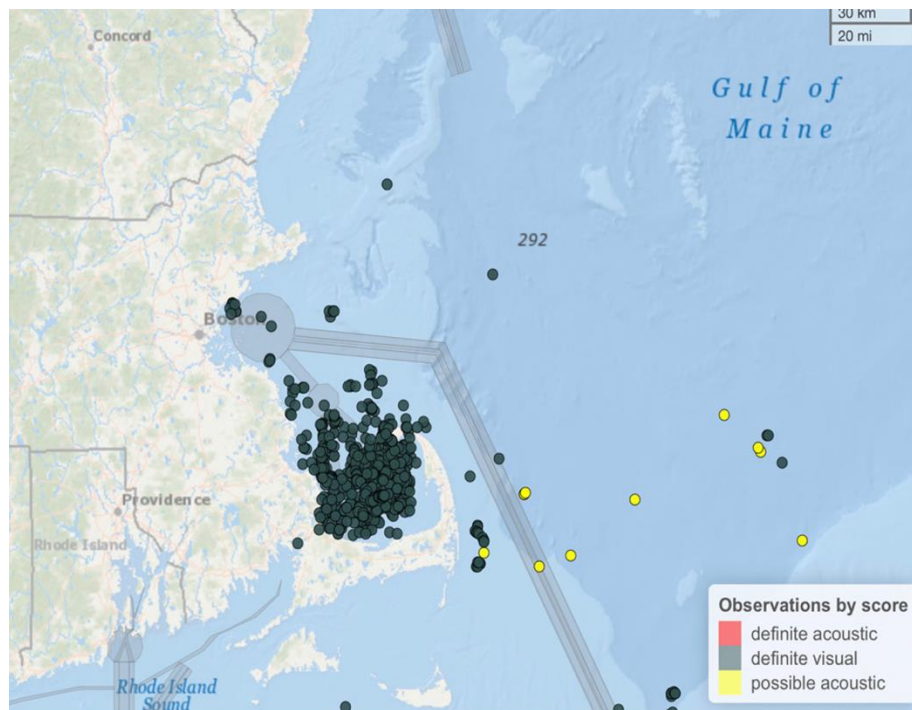 30 km
20 mi
Concord
Gulf of
Maine
292
Boston
Providence
Rhode Island
Rhode Island
Sound
Observations by score
definite acoustic
definite visual
possible acoustic